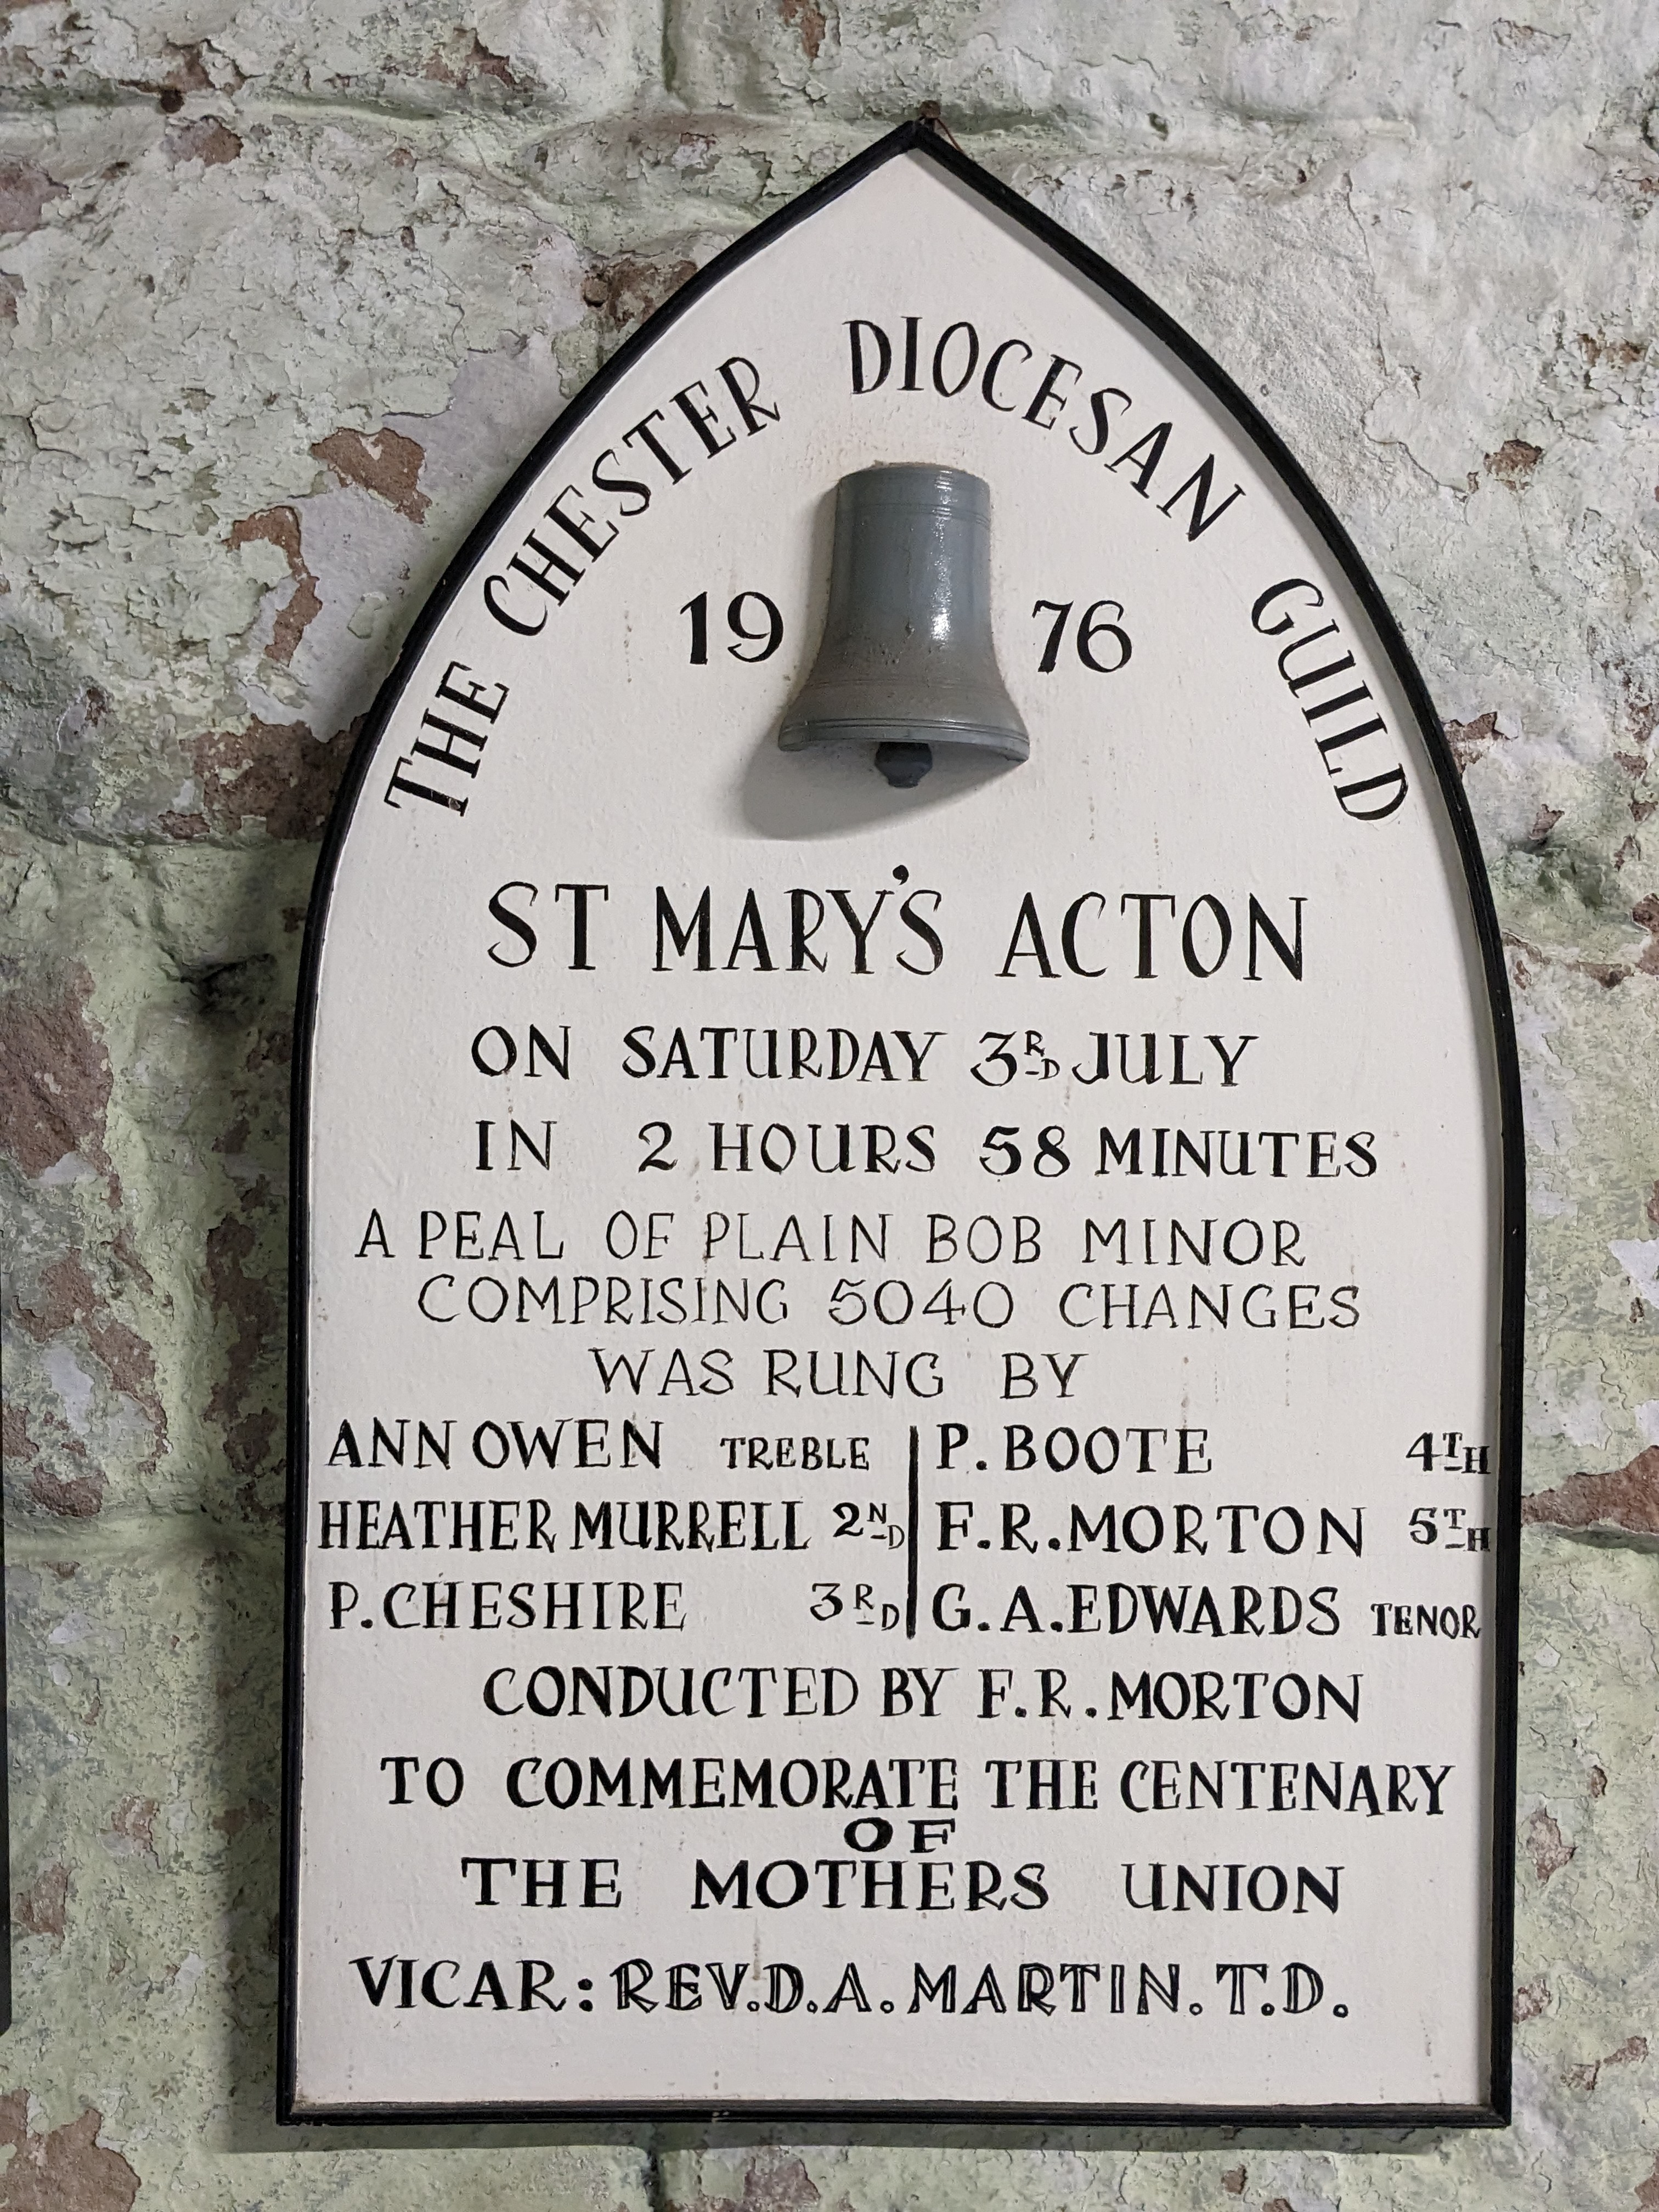 THE CHESTER DIOCESAN GUILD
19 76
ST MARY'S ACTON
ON SATURDAY 3RD JULY
IN 2 HOURS 58 MINUTES
A PEAL OF PLAIN BOB MINOR
COMPRISING 5040 CHANGES
WAS RUNG BY
ANN OWEN TREBLE | P. BOOTE 4TH
HEATHER MURRELL 2ND | F.R. MORTON 5TH
P. CHESHIRE 3RD | G.A. EDWARDS TENOR
CONDUCTED BY F.R. MORTON
TO COMMEMORATE THE CENTENARY
OF
THE MOTHERS UNION
VICAR: REV.D.A. MARTIN. T.D.